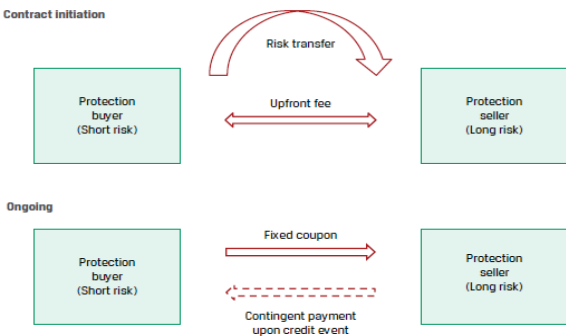 Contract initiation
Risk transfer
Protection
buyer
(Short risk)
Upfront fee
Protection
seller
(Long risk)
Ongoing
Protection
buyer
(Short risk)
Fixed coupon
Contingent payment
upon credit event
Protection
seller
(Long risk)